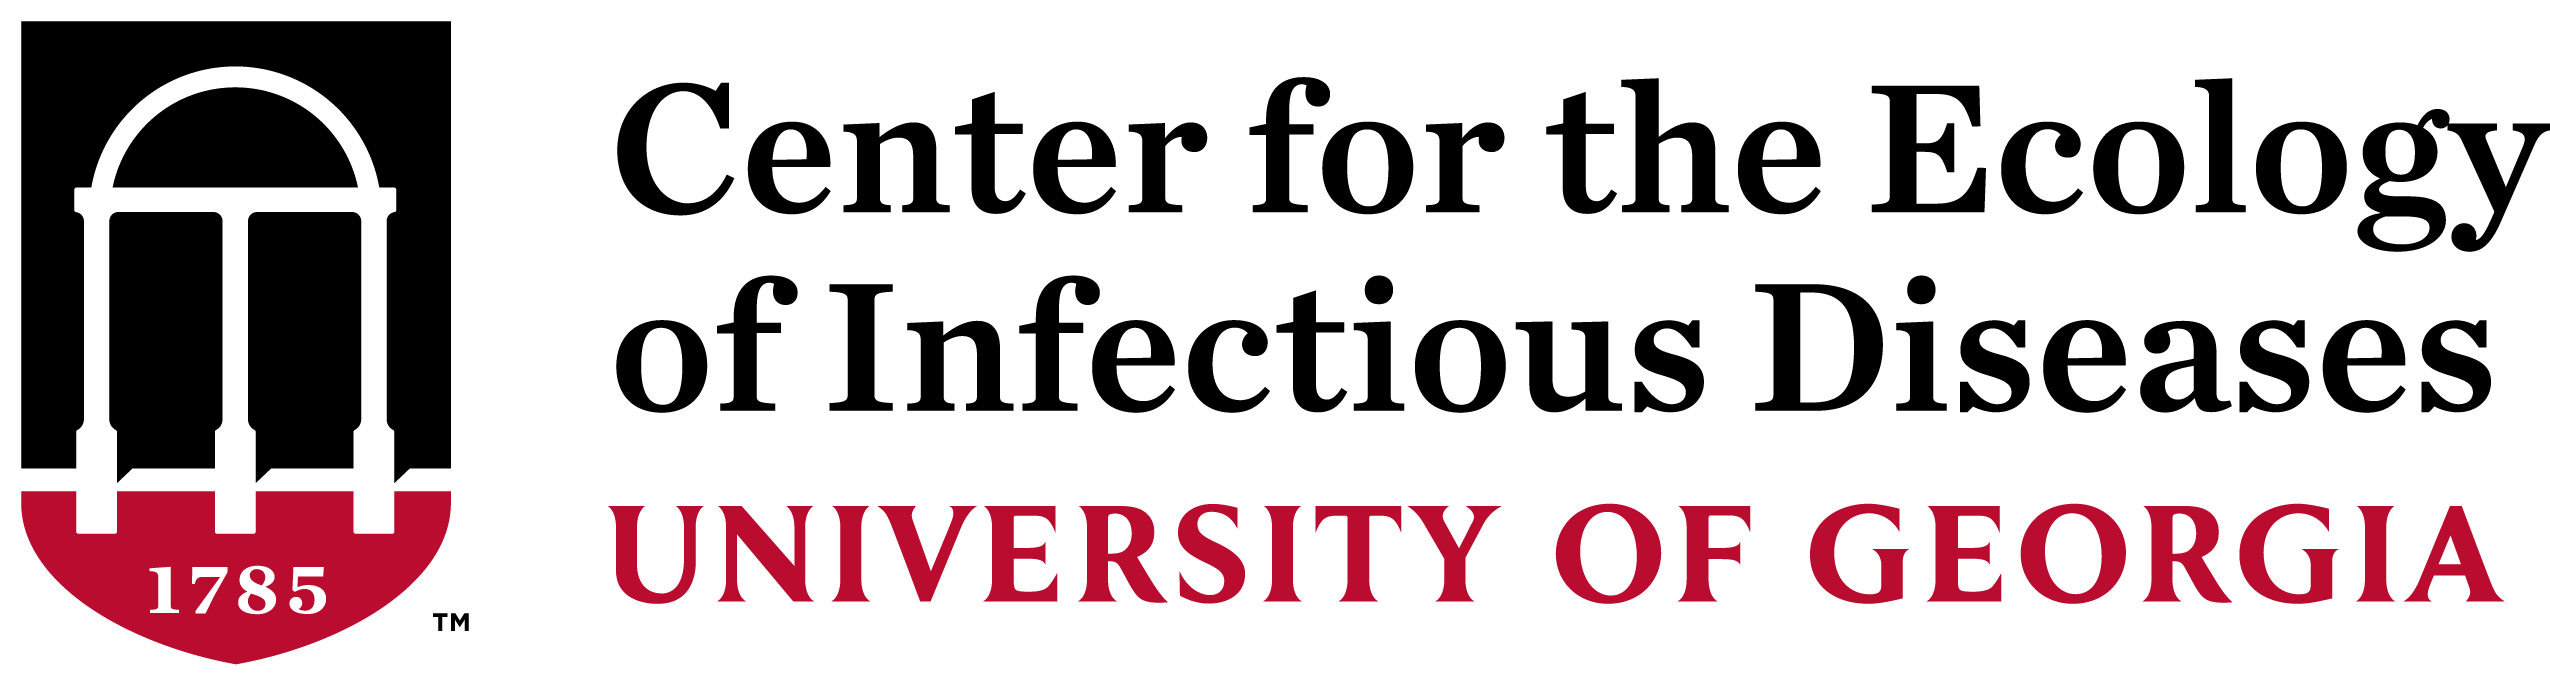 1785
TM
Center for the Ecology
of Infectious Diseases
UNIVERSITY OF GEORGIA